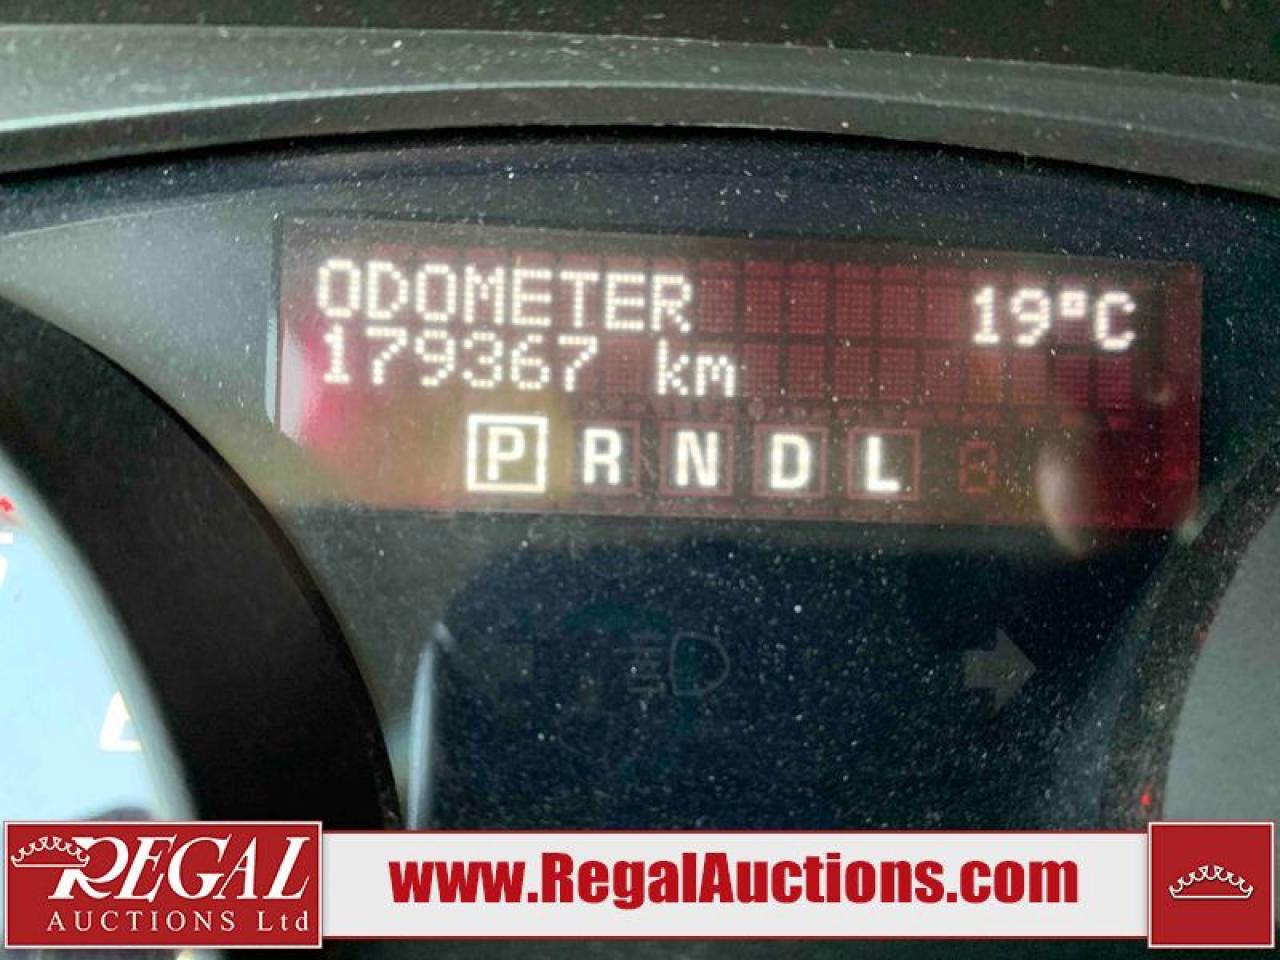 ODOMETER 19°C
179367 km
P R N D L
REGAL
AUCTIONS Ltd
www.RegalAuctions.com